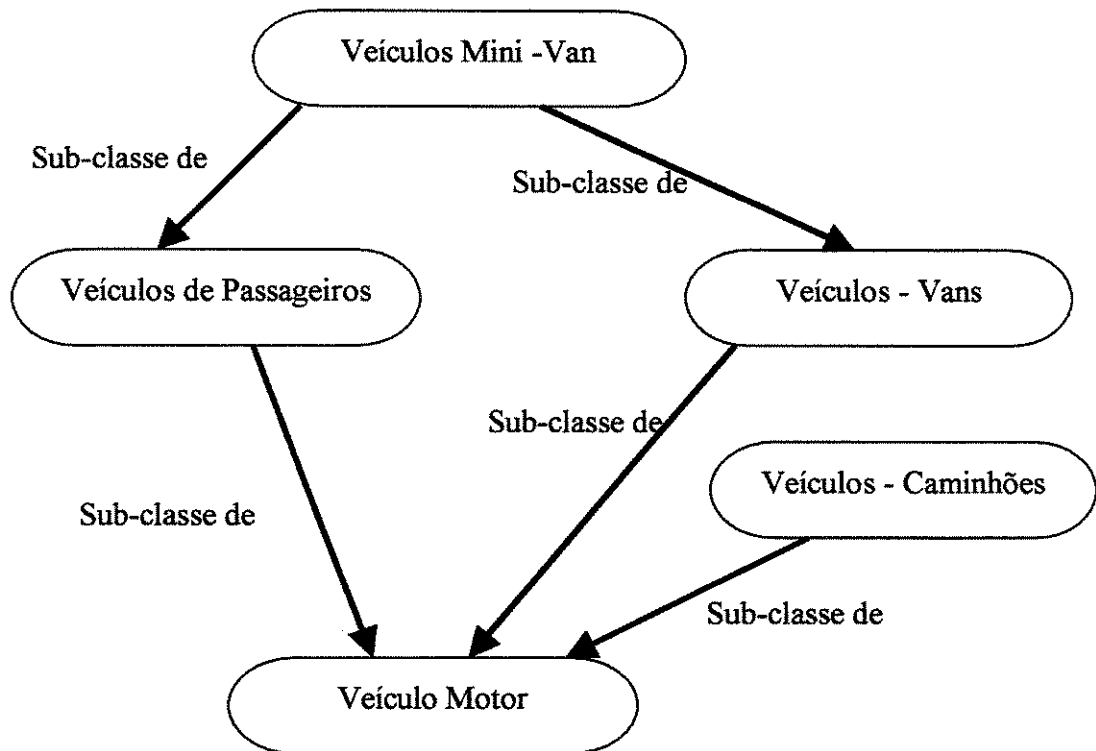 Veículos Mini -Van
Sub-classe de
Sub-classe de
Veículos de Passageiros
Veículos - Vans
Sub-classe de
Veículos - Caminhões
Sub-classe de
Sub-classe de
Veículo Motor